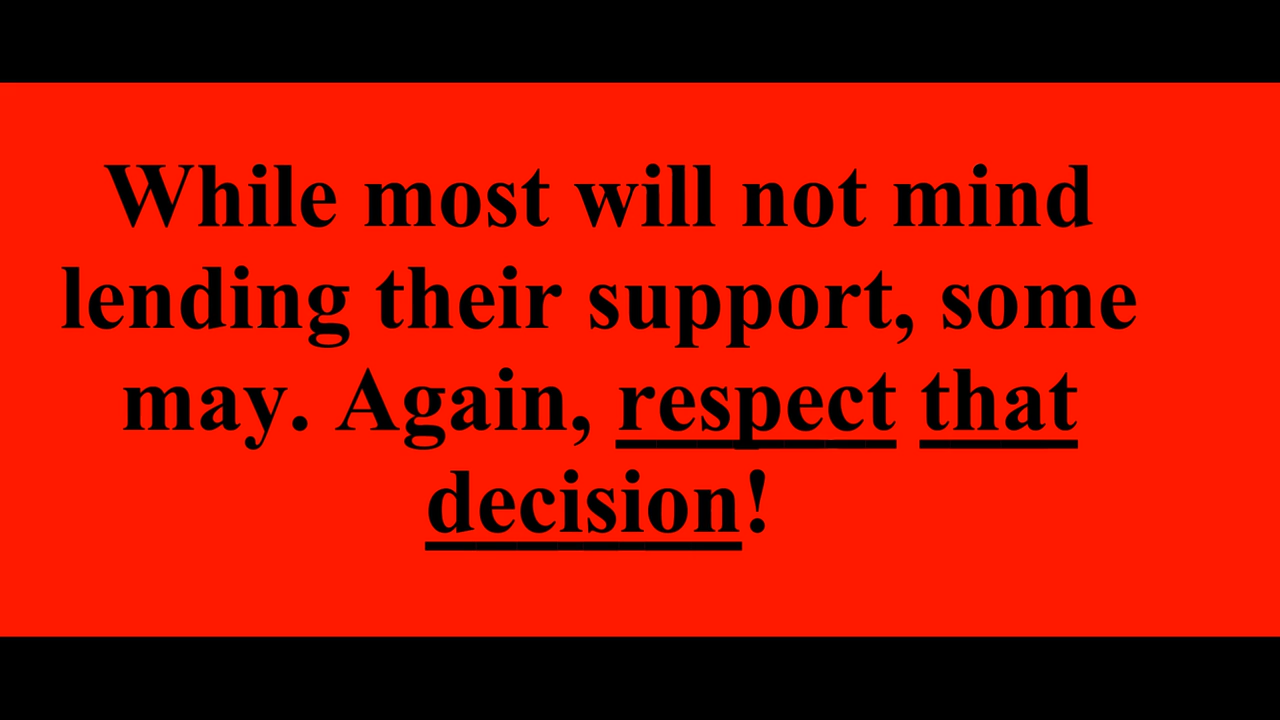 While most will not mind
lending their support, some
may. Again, respect that
decision!